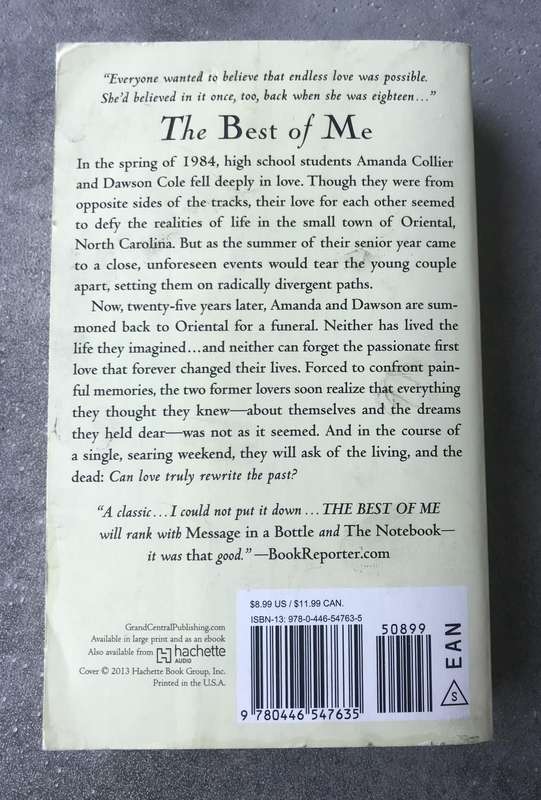 “Everyone wanted to believe that endless love was possible.
She’d believed in it once, too, back when she was eighteen…”
The Best of Me
In the spring of 1984, high school students Amanda Collier
and Dawson Cole fell deeply in love. Though they were from
opposite sides of the tracks, their love for each other seemed
to defy the realities of life in the small town of Oriental,
North Carolina. But as the summer of their senior year came
to a close, unforeseen events would tear the young couple
apart, setting them on radically divergent paths.
Now, twenty-five years later, Amanda and Dawson are sum-
moned back to Oriental for a funeral. Neither has lived the
life they imagined…and neither can forget the passionate first
love that forever changed their lives. Forced to confront pain-
ful memories, the two former lovers soon realize that everything
they thought they knew—about themselves and the dreams
they held dear—was not as it seemed. And in the course of
a single, searing weekend, they will ask of the living, and the
dead: Can love truly rewrite the past?
“A classic…I could not put it down…THE BEST OF ME
will rank with Message in a Bottle and The Notebook—
it was that good.”—BookReporter.com
GrandCentralPublishing.com
Available in large print and as an ebook
Also available from hachette AUDIO
Cover © 2013 Hachette Book Group, Inc.
Printed in the U.S.A.
$8.99 US / $11.99 CAN.
ISBN-13: 978-0-446-54763-5
50899
9 780446 547635
EAN
S